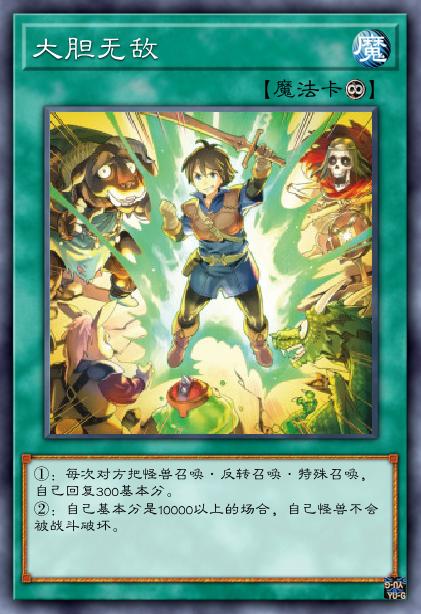 大胆无敌
魔
【魔法卡】
①：每次对方把怪兽召唤·反转召唤·特殊召唤，
自己回复300基本分。
②：自己基本分是10000以上的场合，自己怪兽不会
被战斗破坏。